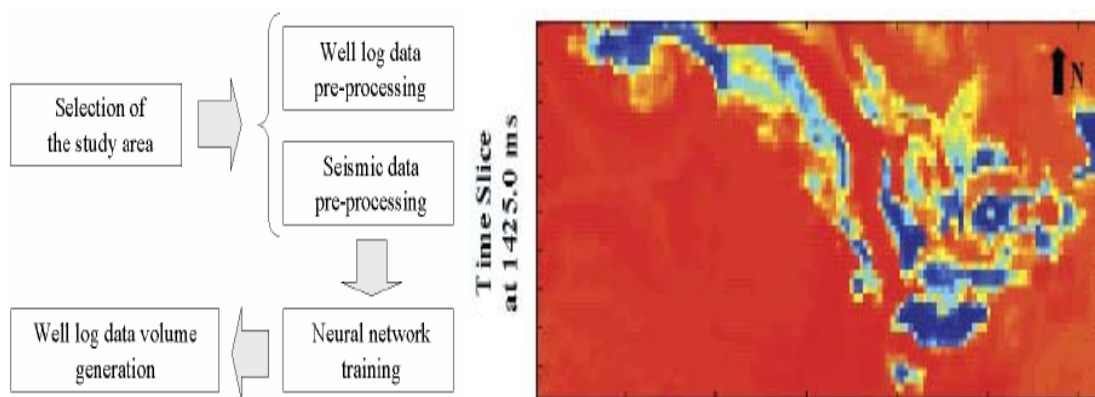 Selection of
the study area
Well log data
pre-processing
Seismic data
pre-processing
Neural network
training
Well log data volume
generation
Time Slice
at 1425.0 ms
N